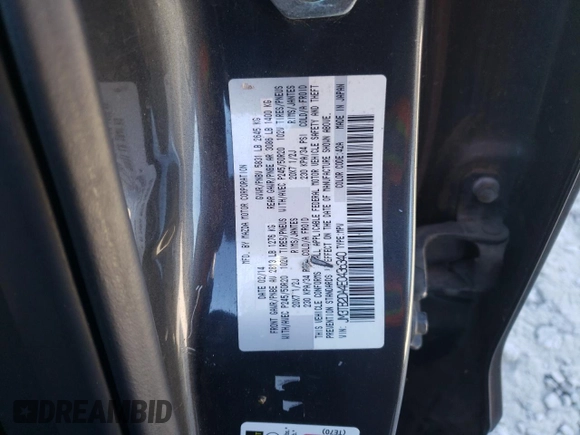 MFD BY MAZDA MOTOR CORPORATION
DATE 02/14
GVWR/PNBV 5831 LB 2645 KG
FRONT GAWR/PNBE AV 2813 LB 1276 KG
REAR GAWR/PNBE AR 3086 LB 1400 KG
WITH/AVEC P245/50R20 102V TIRES/PNEUS
WITH/AVEC P245/50R20 102V TIRES/PNEUS
20X7 1/2J RIMS/JANTES
20X7 1/2J RIMS/JANTES
230 KPA/34 PSI COLD/A FROID
230 KPA/34 PSI COLD/A FROID
THIS VEHICLE CONFORMS TO ALL APPLICABLE FEDERAL MOTOR VEHICLE SAFETY AND THEFT
PREVENTION STANDARDS IN EFFECT ON THE DATE OF MANUFACTURE SHOWN ABOVE.
VIN: TYPE:MPV
COLOR CODE:42A MADE IN JAPAN
(TE70)
DREAMBID.COM